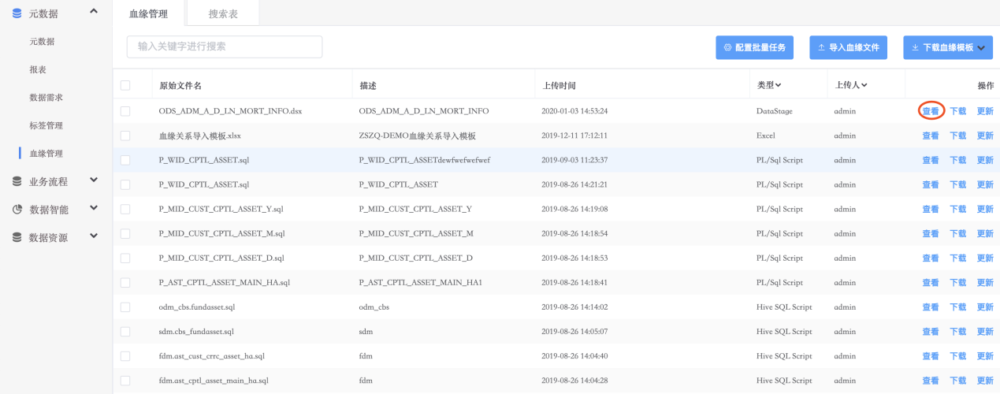 元数据
元数据
报表
数据需求
标签管理
血缘管理
业务流程
数据智能
数据资源
血缘管理 搜索表
输入关键字进行搜索 配置批量任务 导入血缘文件 下载血缘模板
原始文件名 描述 上传时间 类型 上传人 操作
ODS_ADM_A_D_LN_MORT_INFO.dsx ODS_ADM_A_D_LN_MORT_INFO 2020-01-03 14:53:24 DataStage admin 查看 下载 更新
血缘关系导入模板.xlsx ZSZQ-DEMO血缘关系导入模板 2019-12-11 17:12:11 Excel admin 查看 下载 更新
P_WID_CPTL_ASSET.sql P_WID_CPTL_ASSETdewfwefwefwef 2019-09-03 11:23:37 PL/Sql Script admin 查看 下载 更新
P_WID_CPTL_ASSET.sql P_WID_CPTL_ASSET 2019-08-26 14:21:21 PL/Sql Script admin 查看 下载 更新
P_MID_CUST_CPTL_ASSET_Y.sql P_MID_CUST_CPTL_ASSET_Y 2019-08-26 14:19:08 PL/Sql Script admin 查看 下载 更新
P_MID_CUST_CPTL_ASSET_M.sql P_MID_CUST_CPTL_ASSET_M 2019-08-26 14:18:54 PL/Sql Script admin 查看 下载 更新
P_MID_CUST_CPTL_ASSET_D.sql P_MID_CUST_CPTL_ASSET_D 2019-08-26 14:18:53 PL/Sql Script admin 查看 下载 更新
P_AST_CPTL_ASSET_MAIN_HA.sql P_AST_CPTL_ASSET_MAIN_HA1 2019-08-26 14:18:41 PL/Sql Script admin 查看 下载 更新
odm_cbs.fundasset.sql odm_cbs 2019-08-26 14:14:02 Hive SQL Script admin 查看 下载 更新
sdm.cbs_fundasset.sql sdm 2019-08-26 14:05:07 Hive SQL Script admin 查看 下载 更新
fdm.ast_cust_crrc_asset_ha.sql fdm 2019-08-26 14:04:40 Hive SQL Script admin 查看 下载 更新
fdm.ast_cptl_asset_main_ha.sql fdm 2019-08-26 14:04:28 Hive SQL Script admin 查看 下载 更新